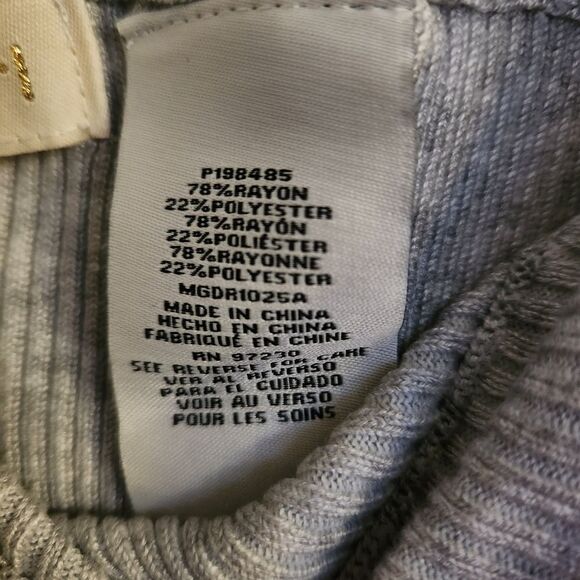 H
P198485
78%RAYON
22%POLYESTER
78%RAYÓN
22%POLIÉSTER
78%RAYONNE
22%POLYESTER
MGDR1025A
MADE IN CHINA
HECHO EN CHINA
FABRIQUÉ EN CHINE
RN 97230
SEE REVERSE FOR CARE
VER AL REVERSO
PARA EL CUIDADO
VOIR AU VERSO
POUR LES SOINS